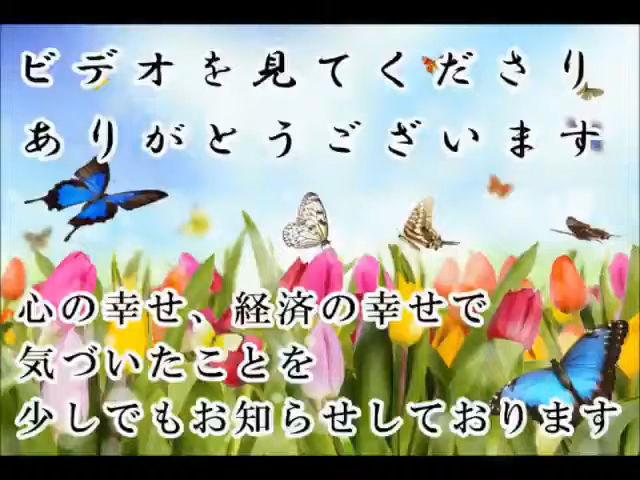 ビデオを見てくださり
ありがとうございます
心の幸せ、経済の幸せで
気づいたことを
少しでもお知らせしております